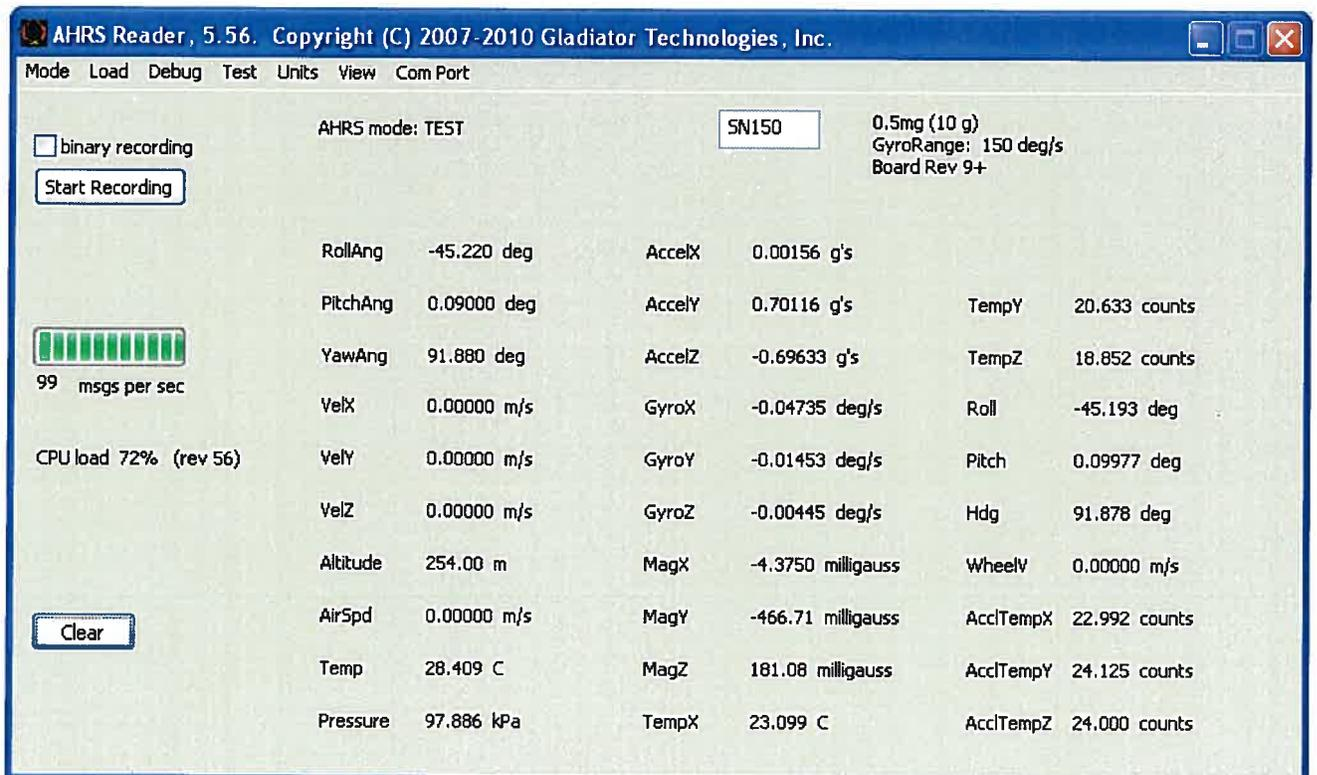 AHRS Reader, 5.56. Copyright (C) 2007-2010 Gladiator Technologies, Inc.
Mode Load Debug Test Units View Com Port
binary recording
Start Recording
AHRS mode: TEST
SN150
0.5mg (10 g)
GyroRange: 150 deg/s
Board Rev 9+
99 msgs per sec
CPU load 72% (rev 56)
Clear
RollAng -45.220 deg
PitchAng 0.09000 deg
YawAng 91.880 deg
VelX 0.00000 m/s
VelY 0.00000 m/s
VelZ 0.00000 m/s
Altitude 254.00 m
AirSpd 0.00000 m/s
Temp 28.409 C
Pressure 97.886 kPa
AccelX 0.00156 g's
AccelY 0.70116 g's
AccelZ -0.69633 g's
GyroX -0.04735 deg/s
GyroY -0.01453 deg/s
GyroZ -0.00445 deg/s
MagX -4.3750 milligauss
MagY -466.71 milligauss
MagZ 181.08 milligauss
TempX 23.099 C
TempY 20.633 counts
TempZ 18.852 counts
Roll -45.193 deg
Pitch 0.09977 deg
Hdg 91.878 deg
WheelV 0.00000 m/s
AcclTempX 22.992 counts
AcclTempY 24.125 counts
AcclTempZ 24.000 counts